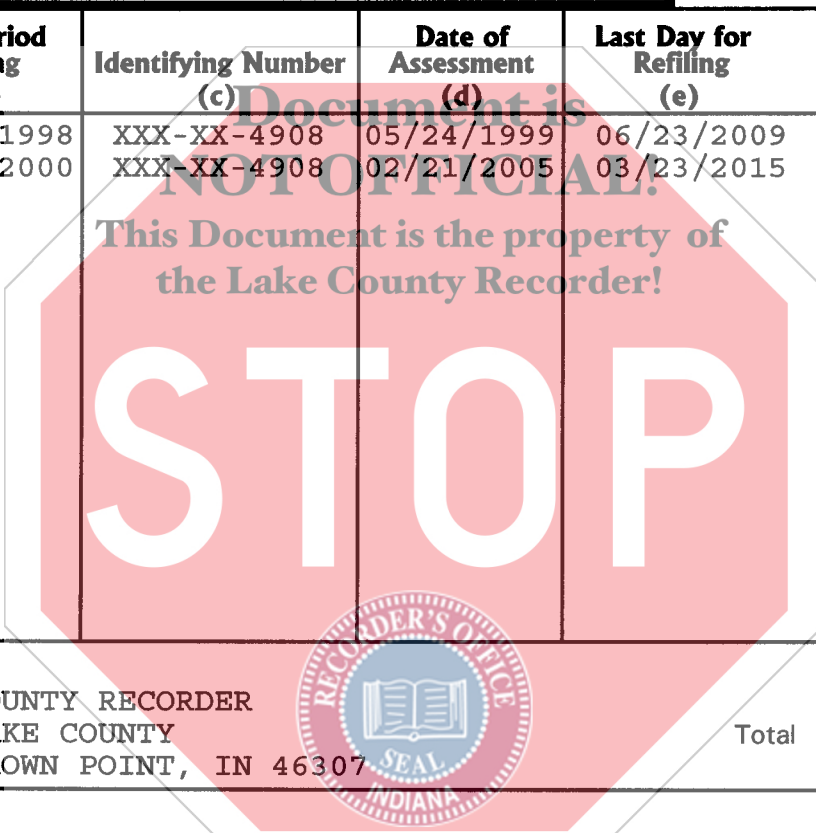 riod
ng
Identifying Number
(c)
Date of
Assessment
(d)
Last Day for
Refiling
(e)
1998 XXX-XX-4908 05/24/1999 06/23/2009
2000 XXX-XX-4908 02/21/2005 03/23/2015
Document is
NOT OFFICIAL!
This Document is the property of
the Lake County Recorder!
STOP
UNTY RECORDER
KE COUNTY
OWN POINT, IN 46307
Total
RECORDER'S OFFICE
SEAL
INDIANA